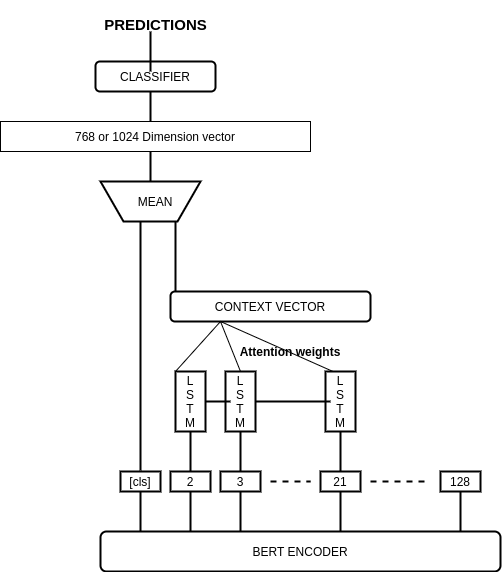 PREDICTIONS
CLASSIFIER
768 or 1024 Dimension vector
MEAN
CONTEXT VECTOR
Attention weights
L L L
S S S
T T T
M M M
[cls] 2 3 21 128
BERT ENCODER